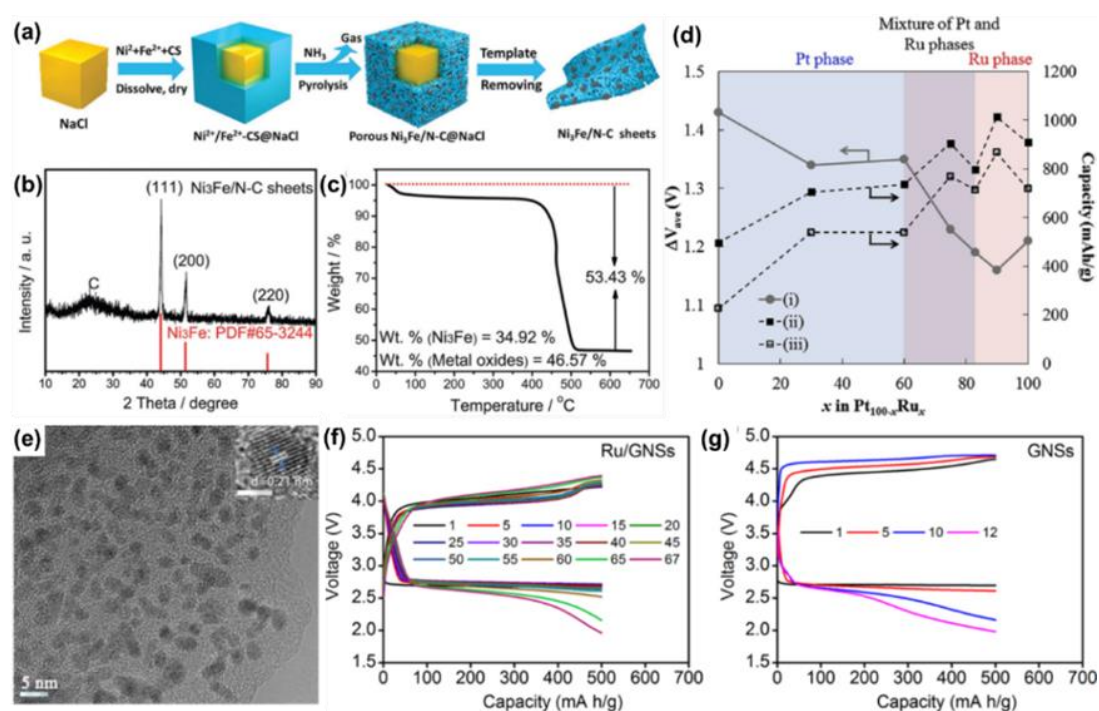 (a)
Ni²+Fe²⁺+CS
Dissolve, dry
NH₃
Gas
Pyrolysis
Template
Removing
NaCl
Ni²⁺/Fe²⁺-CS@NaCl
Porous Ni₃Fe/N-C@NaCl
Ni₃Fe/N-C sheets
(b)
(111) Ni₃Fe/N-C sheets
(200)
C
(220)
Ni₃Fe: PDF#65-3244
Intensity / a. u.
10 20 30 40 50 60 70 80 90
2 Theta / degree
(c)
100
90
80
70
60
50
40
Weight / %
53.43 %
Wt. % (Ni₃Fe) = 34.92 %
Wt. % (Metal oxides) = 46.57 %
0 100 200 300 400 500 600 700
Temperature / °C
(d)
Mixture of Pt and
Ru phases
Pt phase
Ru phase
1.5
1.4
1.3
1.2
1.1
1
ΔVave (V)
1200
1000
800
600
400
200
0
Capacity (mAh/g)
(i)
(ii)
(iii)
0 20 40 60 80 100
x in Pt₁₀₀₋ₓRuₓ
(e)
d=0.21 nm
5 nm
(f)
Ru/GNSs
5.0
4.5
4.0
3.5
3.0
2.5
2.0
1.5
Voltage (V)
1 5 10 15 20
25 30 35 40 45
50 55 60 65 67
0 100 200 300 400 500 600 700
Capacity (mA h/g)
(g)
GNSs
5.0
4.5
4.0
3.5
3.0
2.5
2.0
1.5
Voltage (V)
1 5 10 12
0 100 200 300 400 500 600 700
Capacity (mA h/g)